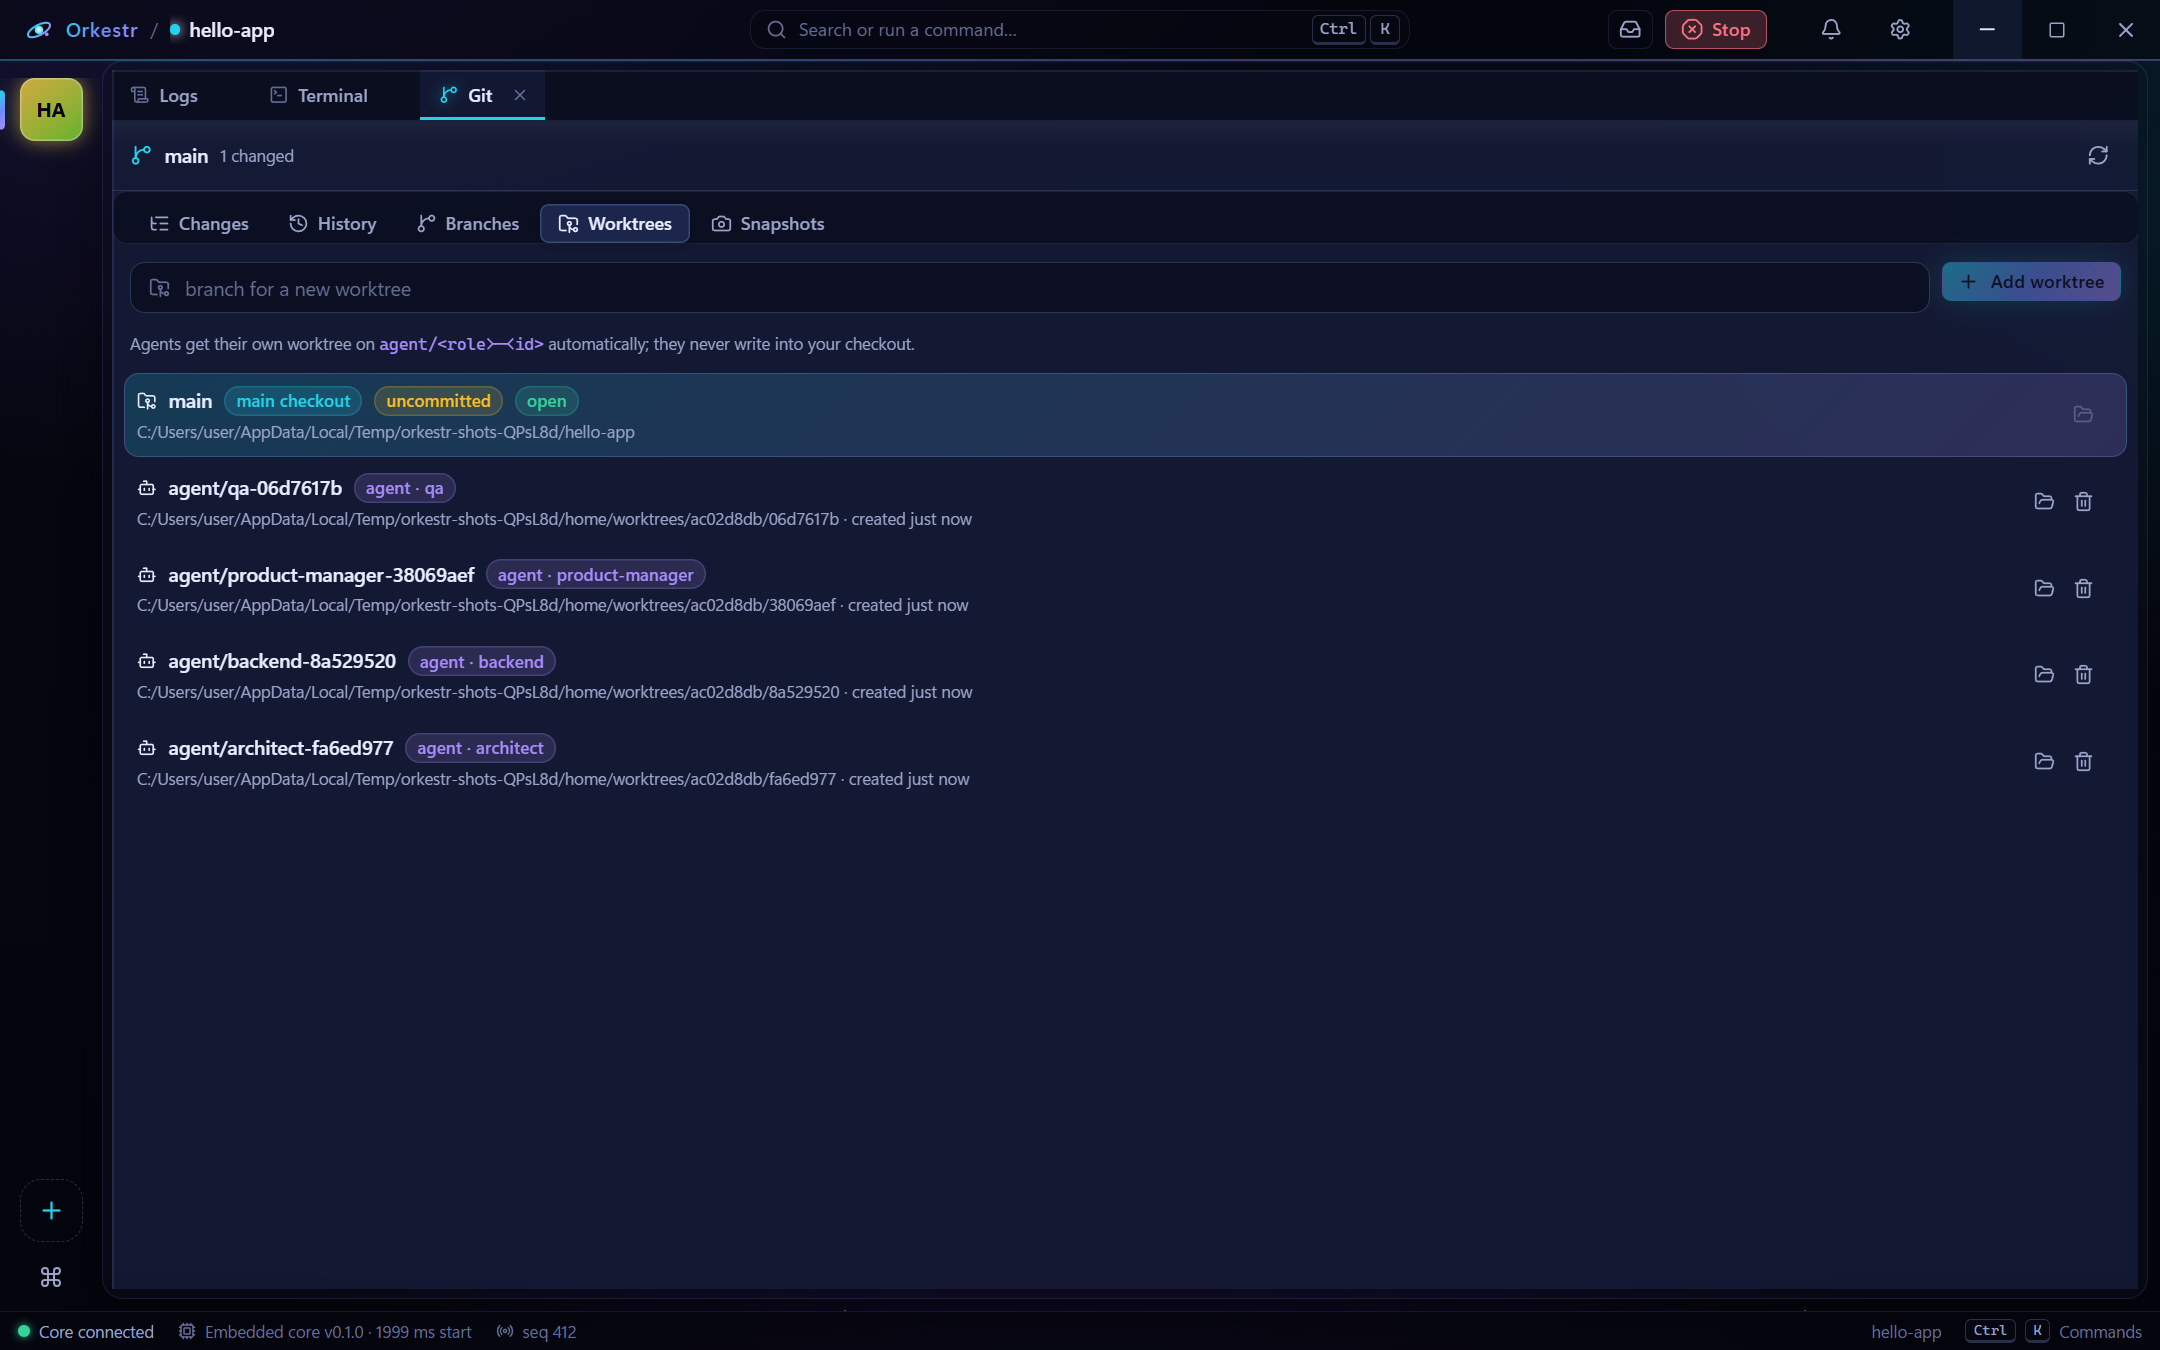 Orkestr / hello-app
Search or run a command... Ctrl K
Stop
HA
Logs Terminal Git
main 1 changed
Changes History Branches Worktrees Snapshots
branch for a new worktree
Add worktree
Agents get their own worktree on agent/<role>-<id> automatically; they never write into your checkout.
main main checkout uncommitted open
C:/Users/user/AppData/Local/Temp/orkestr-shots-QPsL8d/hello-app
agent/qa-06d7617b agent · qa
C:/Users/user/AppData/Local/Temp/orkestr-shots-QPsL8d/home/worktrees/ac02d8db/06d7617b · created just now
agent/product-manager-38069aef agent · product-manager
C:/Users/user/AppData/Local/Temp/orkestr-shots-QPsL8d/home/worktrees/ac02d8db/38069aef · created just now
agent/backend-8a529520 agent · backend
C:/Users/user/AppData/Local/Temp/orkestr-shots-QPsL8d/home/worktrees/ac02d8db/8a529520 · created just now
agent/architect-fa6ed977 agent · architect
C:/Users/user/AppData/Local/Temp/orkestr-shots-QPsL8d/home/worktrees/ac02d8db/fa6ed977 · created just now
Core connected Embedded core v0.1.0 · 1999 ms start seq 412
hello-app Ctrl K Commands